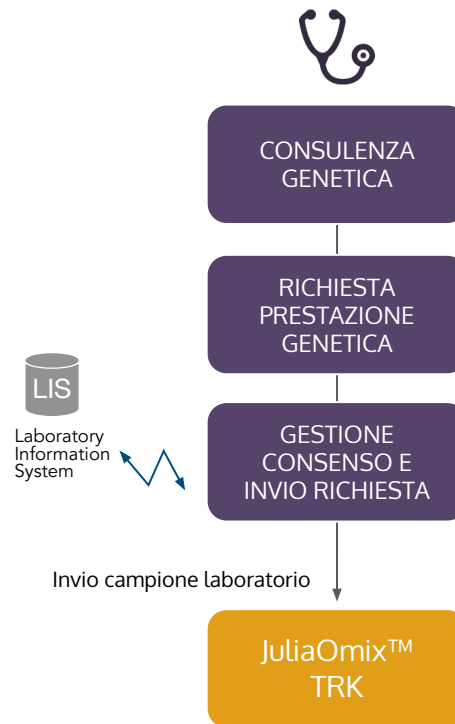 CONSULENZA
GENETICA
RICHIESTA
PRESTAZIONE
GENETICA
LIS
Laboratory
Information
System
GESTIONE
CONSENSO E
INVIO RICHIESTA
Invio campione laboratorio
JuliaOmix™
TRK